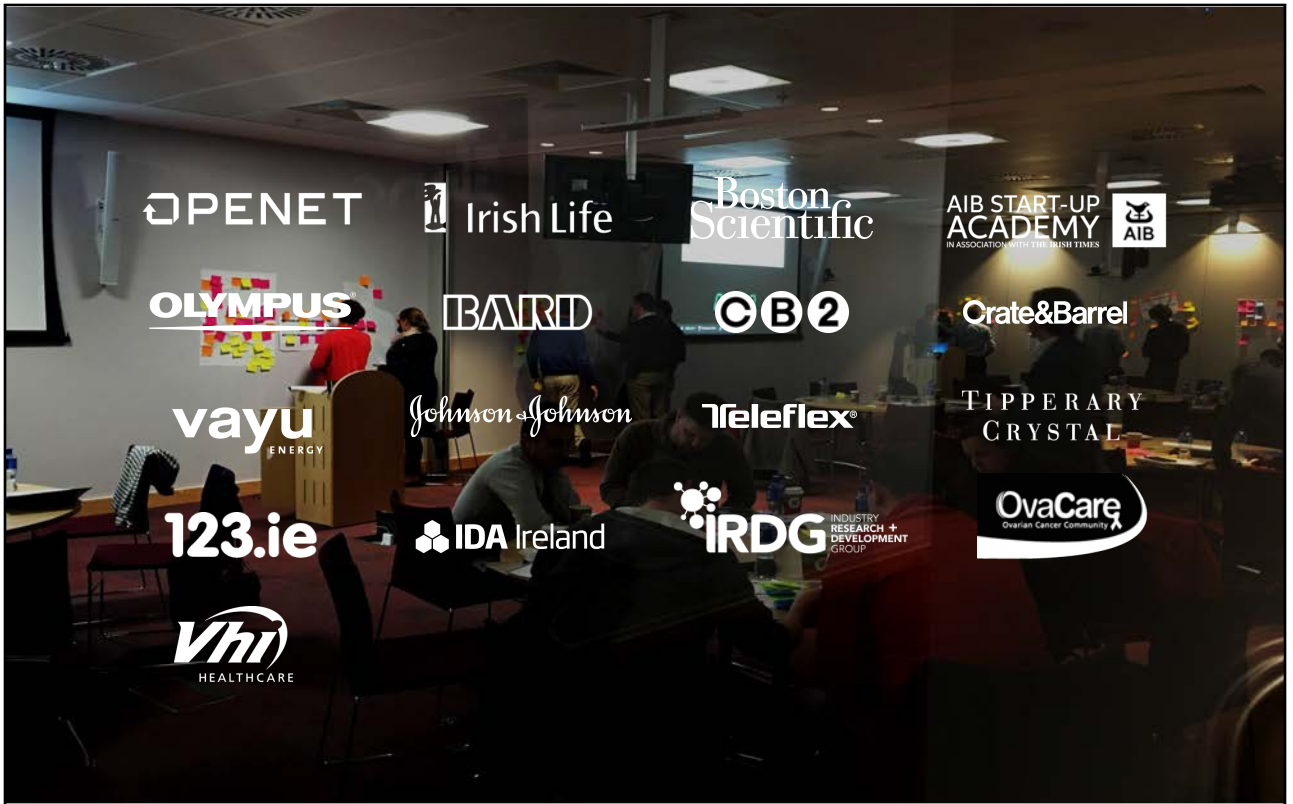 OPENET
Irish Life
Boston
Scientific
AIB START-UP
ACADEMY
IN ASSOCIATION WITH THE IRISH TIMES
AIB
OLYMPUS®
BARD
CB2
Crate&Barrel
vayu
ENERGY
Johnson & Johnson
Teleflex®
TIPPERARY
CRYSTAL
123.ie
IDA Ireland
iRDG
INDUSTRY
RESEARCH +
DEVELOPMENT
GROUP
OvaCare
Ovarian Cancer Community
Vhi
HEALTHCARE